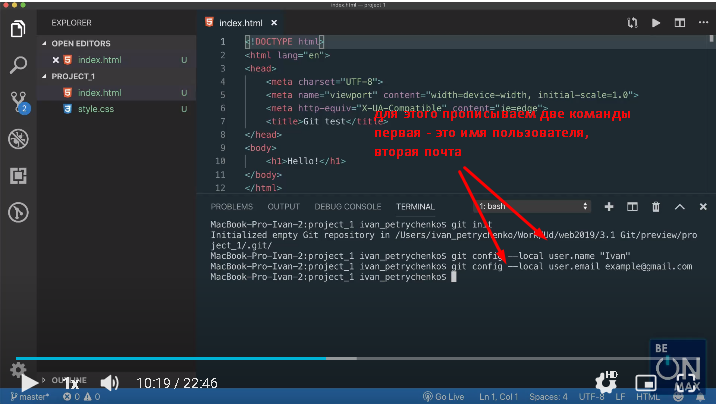 index.html — project 1
EXPLORER
index.html ×
OPEN EDITORS
× index.html U
PROJECT_1
index.html U
style.css U
2
1 <!DOCTYPE html>
2 <html lang="en">
3 <head>
4 <meta charset="UTF-8">
5 <meta name="viewport" content="width=device-width, initial-scale=1.0">
6 <meta http-equiv="X-UA-Compatible" content="ie=edge">
7 <title>Git test</title>
8 </head>
9 <body>
10 <h1>Hello!</h1>
11 </body>
12 </html>
Для этого прописываем две команды
первая - это имя пользователя,
вторая почта
PROBLEMS OUTPUT DEBUG CONSOLE TERMINAL 1: bash
MacBook-Pro-Ivan-2:project_1 ivan_petrychenko$ git init
Initialized empty Git repository in /Users/ivan_petrychenko/Work/Ud/web2019/3.1 Git/preview/pro
ject_1/.git/
MacBook-Pro-Ivan-2:project_1 ivan_petrychenko$ git config --local user.name "Ivan"
MacBook-Pro-Ivan-2:project_1 ivan_petrychenko$ git config --local user.email example@gmail.com
MacBook-Pro-Ivan-2:project_1 ivan_petrychenko$
OUTLINE
1x 10:19 / 22:46 HD
BE
ON
MAX
master* 0 0 Go Live Ln 1, Col 1 Spaces: 4 UTF-8 LF HTML